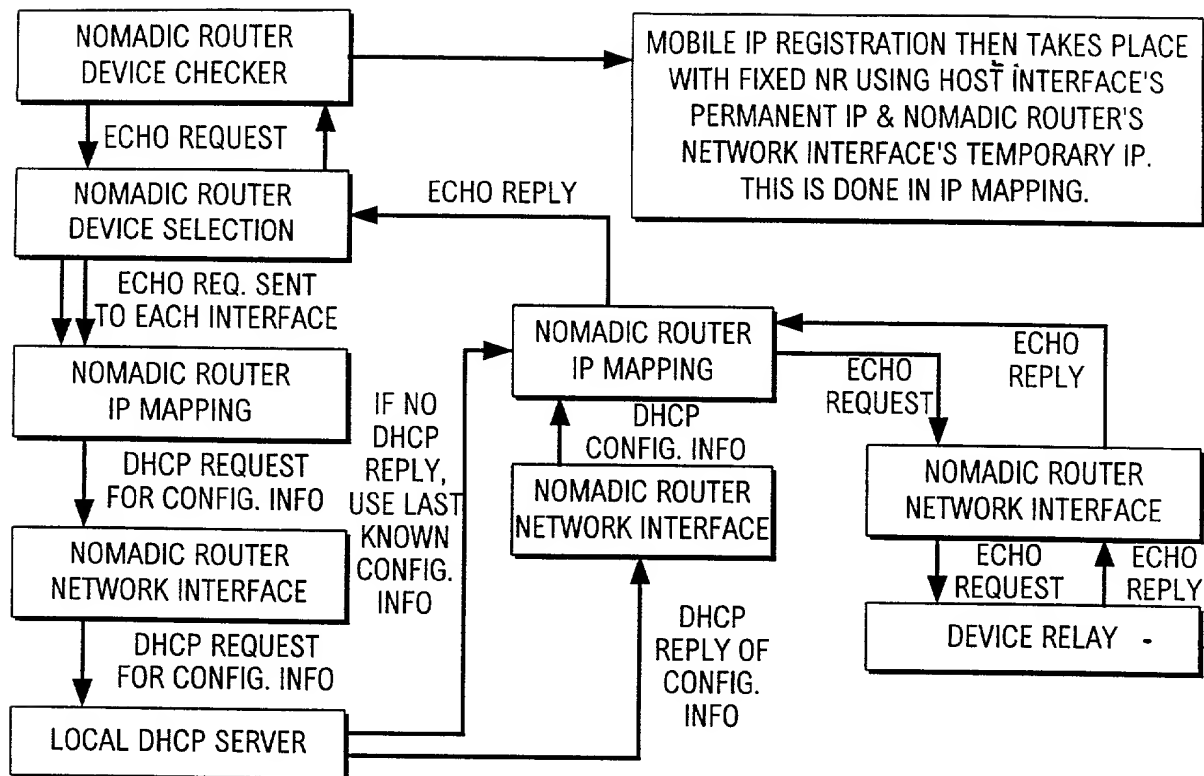 NOMADIC ROUTER
DEVICE CHECKER
MOBILE IP REGISTRATION THEN TAKES PLACE
WITH FIXED NR USING HOST INTERFACE'S
PERMANENT IP & NOMADIC ROUTER'S
NETWORK INTERFACE'S TEMPORARY IP.
THIS IS DONE IN IP MAPPING.
ECHO REQUEST
NOMADIC ROUTER
DEVICE SELECTION
ECHO REPLY
ECHO REQ. SENT
TO EACH INTERFACE
NOMADIC ROUTER
IP MAPPING
DHCP REQUEST
FOR CONFIG. INFO
NOMADIC ROUTER
NETWORK INTERFACE
DHCP REQUEST
FOR CONFIG. INFO
LOCAL DHCP SERVER
IF NO
DHCP
REPLY,
USE LAST
KNOWN
CONFIG.
INFO
NOMADIC ROUTER
IP MAPPING
DHCP
CONFIG. INFO
NOMADIC ROUTER
NETWORK INTERFACE
DHCP
REPLY OF
CONFIG.
INFO
ECHO
REQUEST
ECHO
REPLY
NOMADIC ROUTER
NETWORK INTERFACE
ECHO
REQUEST
ECHO
REPLY
DEVICE RELAY